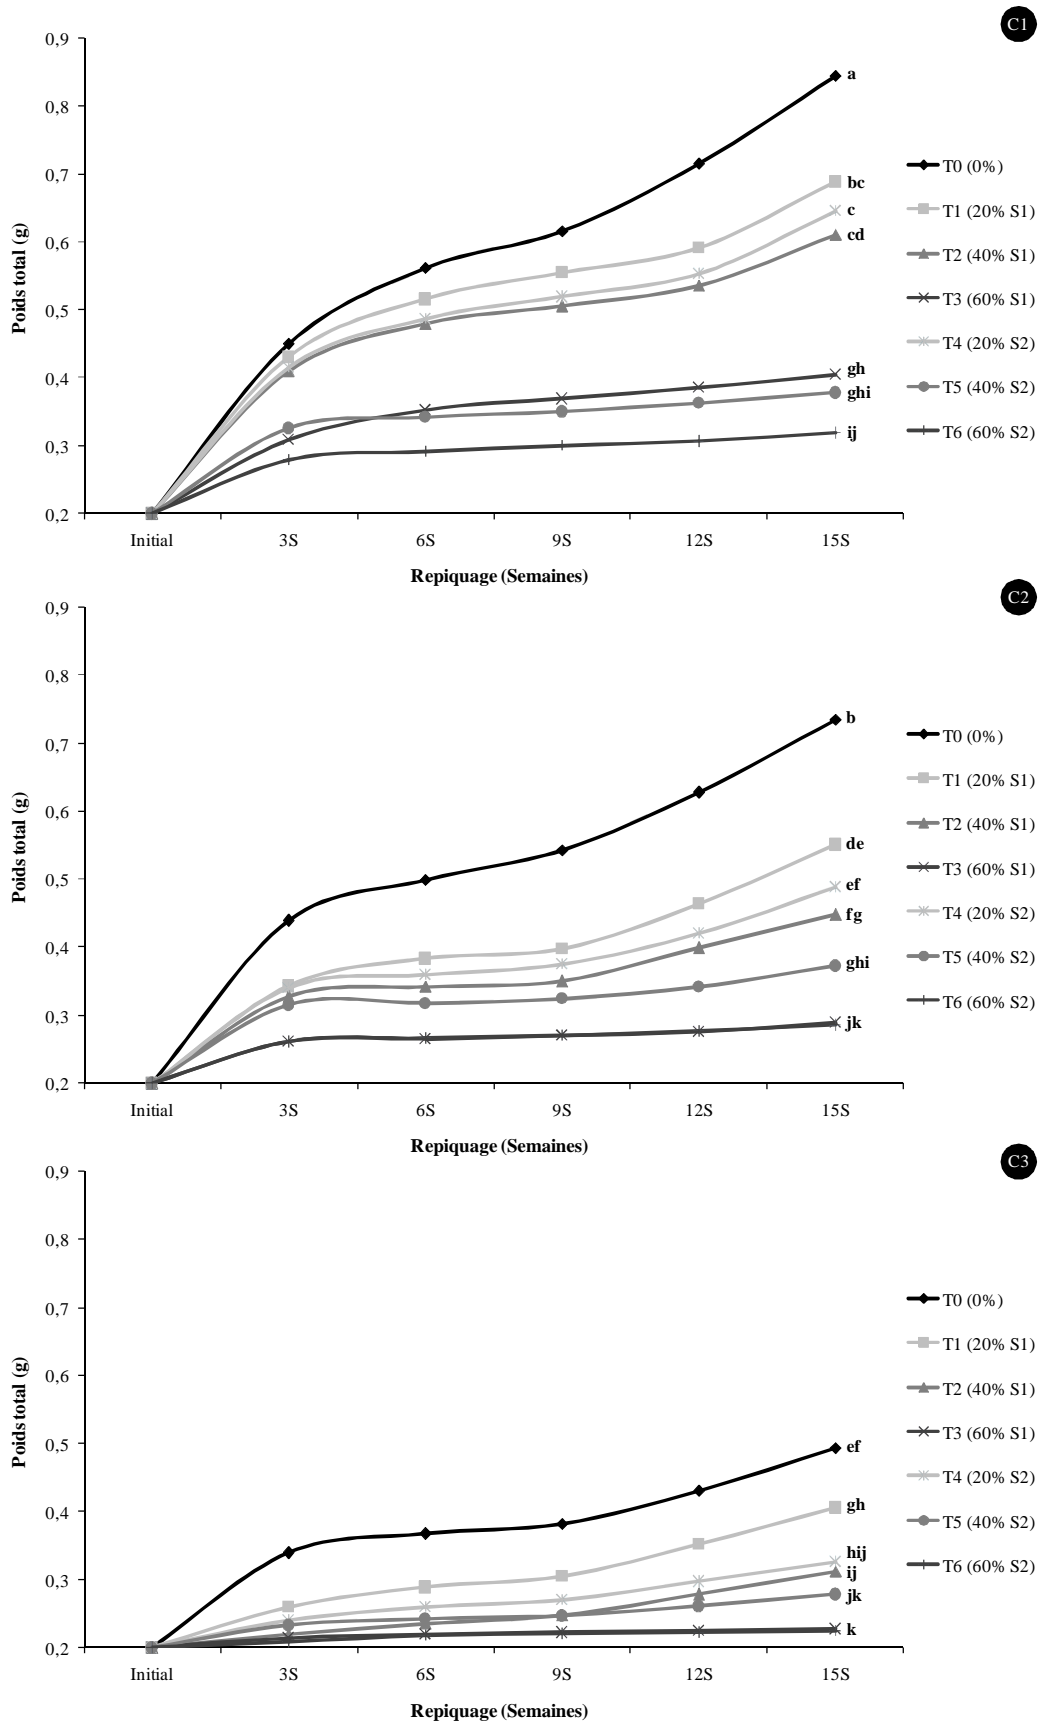 C1
0,9
0,8
0,7
0,6
0,5
0,4
0,3
0,2
Poids total (g)
Initial 3S 6S 9S 12S 15S
Repiquage (Semaines)
a
bc
c
cd
gh
ghi
ij
T0 (0%)
T1 (20% S1)
T2 (40% S1)
T3 (60% S1)
T4 (20% S2)
T5 (40% S2)
T6 (60% S2)
C2
0,9
0,8
0,7
0,6
0,5
0,4
0,3
0,2
Poids total (g)
Initial 3S 6S 9S 12S 15S
Repiquage (Semaines)
b
de
ef
fg
ghi
jk
T0 (0%)
T1 (20% S1)
T2 (40% S1)
T3 (60% S1)
T4 (20% S2)
T5 (40% S2)
T6 (60% S2)
C3
0,9
0,8
0,7
0,6
0,5
0,4
0,3
0,2
Poids total (g)
Initial 3S 6S 9S 12S 15S
Repiquage (Semaines)
ef
gh
hij
ij
jk
k
T0 (0%)
T1 (20% S1)
T2 (40% S1)
T3 (60% S1)
T4 (20% S2)
T5 (40% S2)
T6 (60% S2)